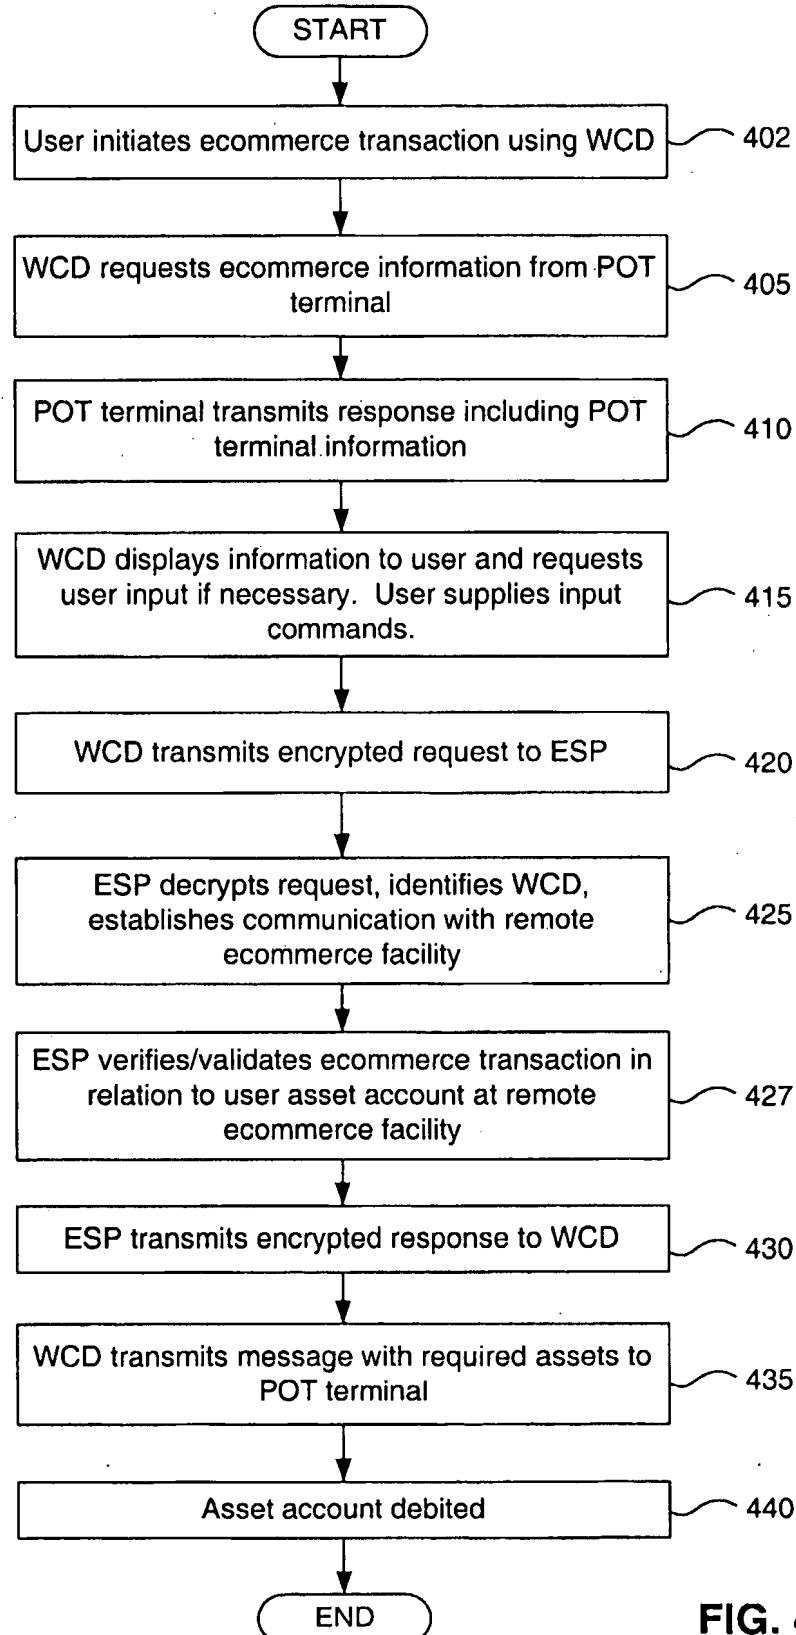 START
User initiates ecommerce transaction using WCD
402
WCD requests ecommerce information from POT
terminal
405
POT terminal transmits response including POT
terminal information
410
WCD displays information to user and requests
user input if necessary. User supplies input
commands.
415
WCD transmits encrypted request to ESP
420
ESP decrypts request, identifies WCD,
establishes communication with remote
ecommerce facility
425
ESP verifies/validates ecommerce transaction in
relation to user asset account at remote
ecommerce facility
427
ESP transmits encrypted response to WCD
430
WCD transmits message with required assets to
POT terminal
435
Asset account debited
440
END
FIG.